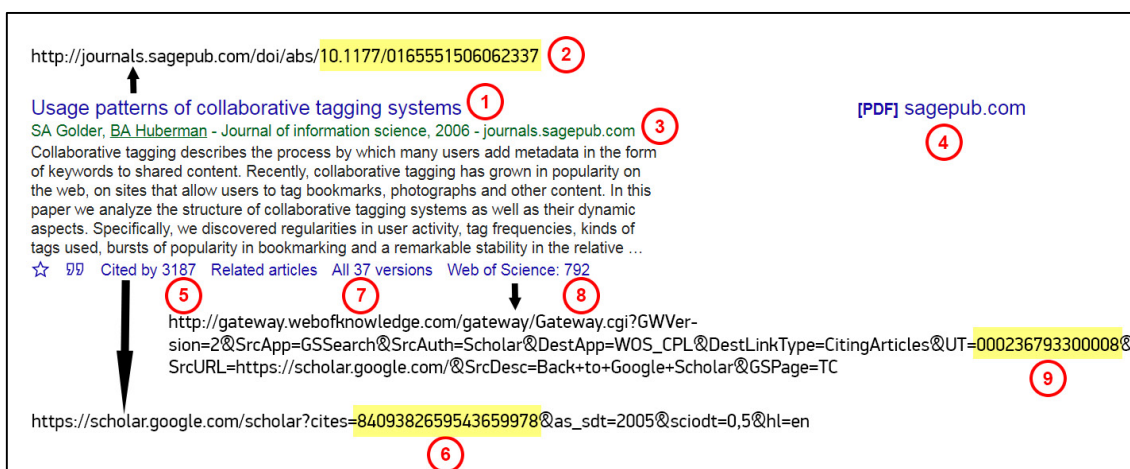 http://journals.sagepub.com/doi/abs/10.1177/0165551506062337 2
Usage patterns of collaborative tagging systems 1
[PDF] sagepub.com
4
SA Golder, BA Huberman - Journal of information science, 2006 - journals.sagepub.com 3
Collaborative tagging describes the process by which many users add metadata in the form
of keywords to shared content. Recently, collaborative tagging has grown in popularity on
the web, on sites that allow users to tag bookmarks, photographs and other content. In this
paper we analyze the structure of collaborative tagging systems as well as their dynamic
aspects. Specifically, we discovered regularities in user activity, tag frequencies, kinds of
tags used, bursts of popularity in bookmarking and a remarkable stability in the relative ...
Cited by 3187 Related articles All 37 versions Web of Science: 792
5 7 8
http://gateway.webofknowledge.com/gateway/Gateway.cgi?GWVer-
sion=2&SrcApp=GSSearch&SrcAuth=Scholar&DestApp=WOS_CPL&DestLinkType=CitingArticles&UT=000236793300008&
SrcURL=https://scholar.google.com/&SrcDesc=Back+to+Google+Scholar&GSPage=TC
9
https://scholar.google.com/scholar?cites=8409382659543659978&as_sdt=2005&sciodt=0,5&hl=en
6